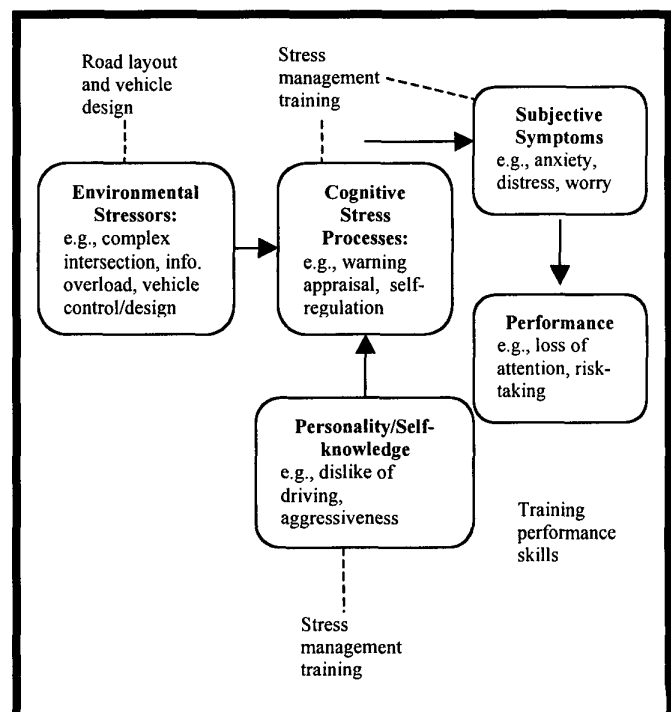 Road layout
and vehicle
design
Stress
management
training
Subjective
Symptoms
e.g., anxiety,
distress, worry
Environmental
Stressors:
e.g., complex
intersection, info.
overload, vehicle
control/design
Cognitive
Stress
Processes:
e.g., warning
appraisal, self-
regulation
Performance
e.g., loss of
attention, risk-
taking
Personality/Self-
knowledge
e.g., dislike of
driving,
aggressiveness
Training
performance
skills
Stress
management
training